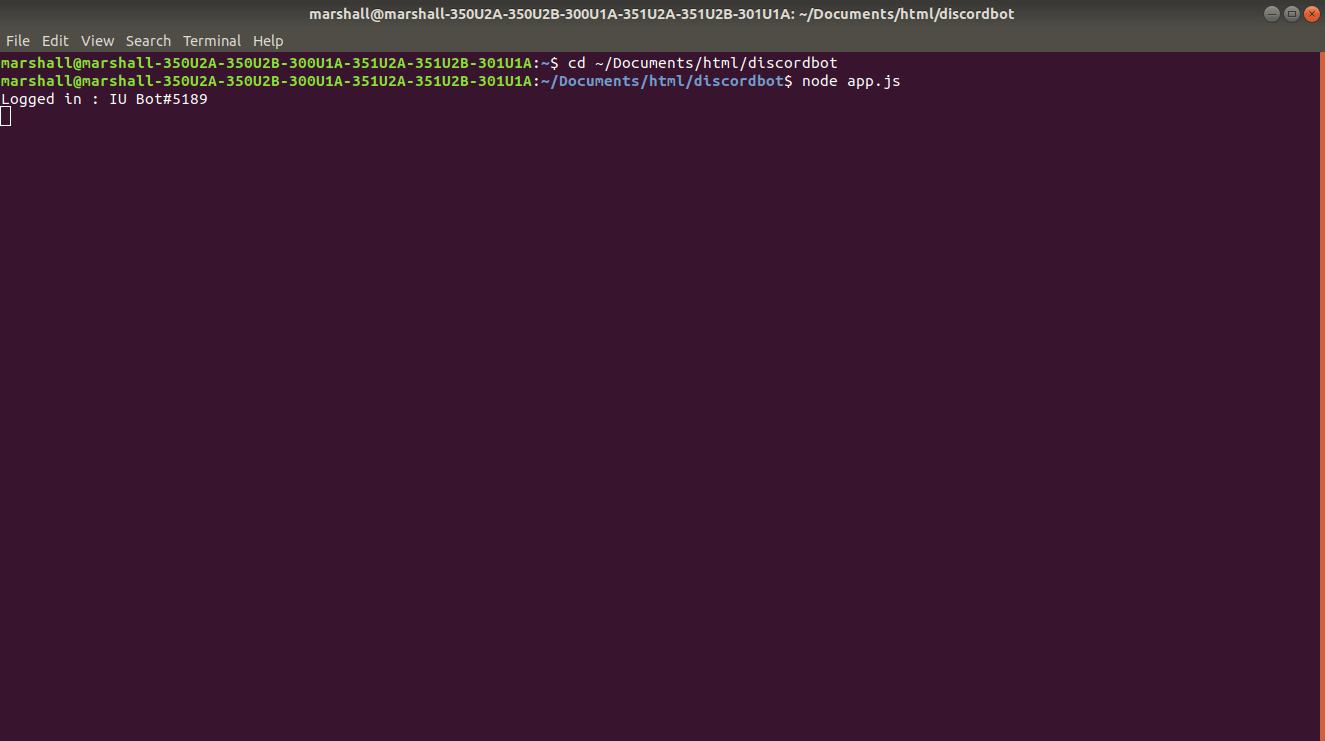 marshall@marshall-350U2A-350U2B-300U1A-351U2A-351U2B-301U1A: ~/Documents/html/discordbot
File Edit View Search Terminal Help
marshall@marshall-350U2A-350U2B-300U1A-351U2A-351U2B-301U1A:~$ cd ~/Documents/html/discordbot
marshall@marshall-350U2A-350U2B-300U1A-351U2A-351U2B-301U1A:~/Documents/html/discordbot$ node app.js
Logged in : IU Bot#5189